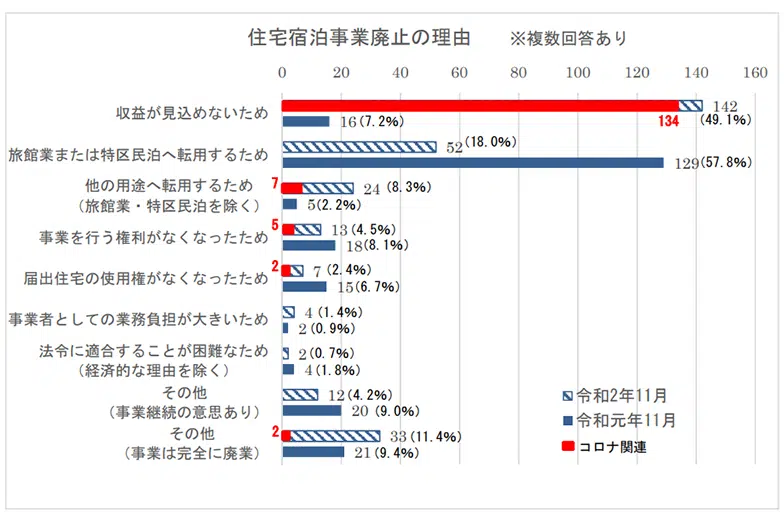 住宅宿泊事業廃止の理由 ※複数回答あり
0 20 40 60 80 100 120 140 160
収益が見込めないため
142
(49.1%)
134
16(7.2%)
旅館業または特区民泊へ転用するため
52(18.0%)
129(57.8%)
他の用途へ転用するため
(旅館業・特区民泊を除く)
7
24 (8.3%)
5(2.2%)
事業を行う権利がなくなったため
5
13(4.5%)
18(8.1%)
届出住宅の使用権がなくなったため
2
7 (2.4%)
15(6.7%)
事業者としての業務負担が大きいため
4 (1.4%)
2 (0.9%)
法令に適合することが困難なため
(経済的な理由を除く)
2(0.7%)
4(1.8%)
その他
(事業継続の意思あり)
12(4.2%)
20 (9.0%)
その他
(事業は完全に廃業)
2
33(11.4%)
21(9.4%)
令和2年11月
令和元年11月
コロナ関連